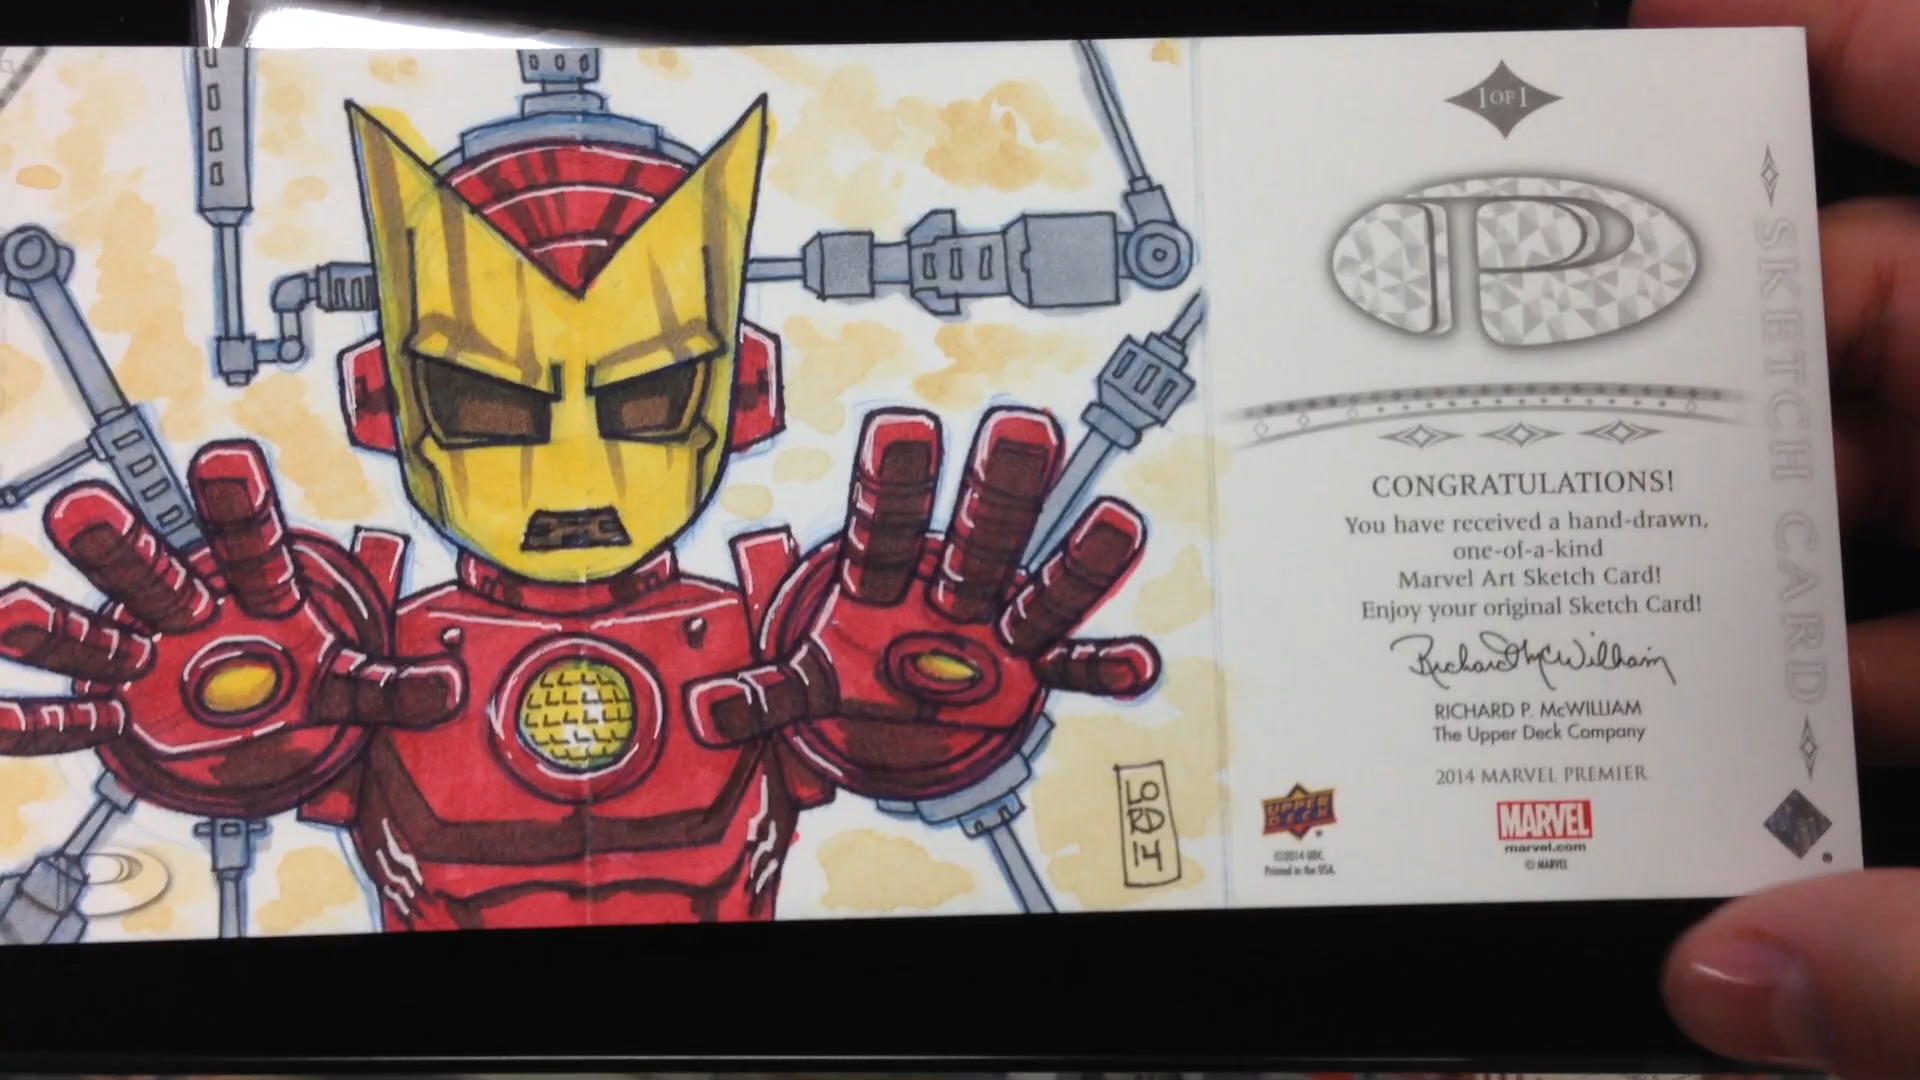 1 OF 1
P
CONGRATULATIONS!
You have received a hand-drawn,
one-of-a-kind
Marvel Art Sketch Card!
Enjoy your original Sketch Card!
Richard P. McWilliam
RICHARD P. McWILLIAM
The Upper Deck Company
2014 MARVEL PREMIER
UPPER DECK
©2014 UDC.
Printed in the USA.
MARVEL
marvel.com
© MARVEL
SKETCH CARD
14